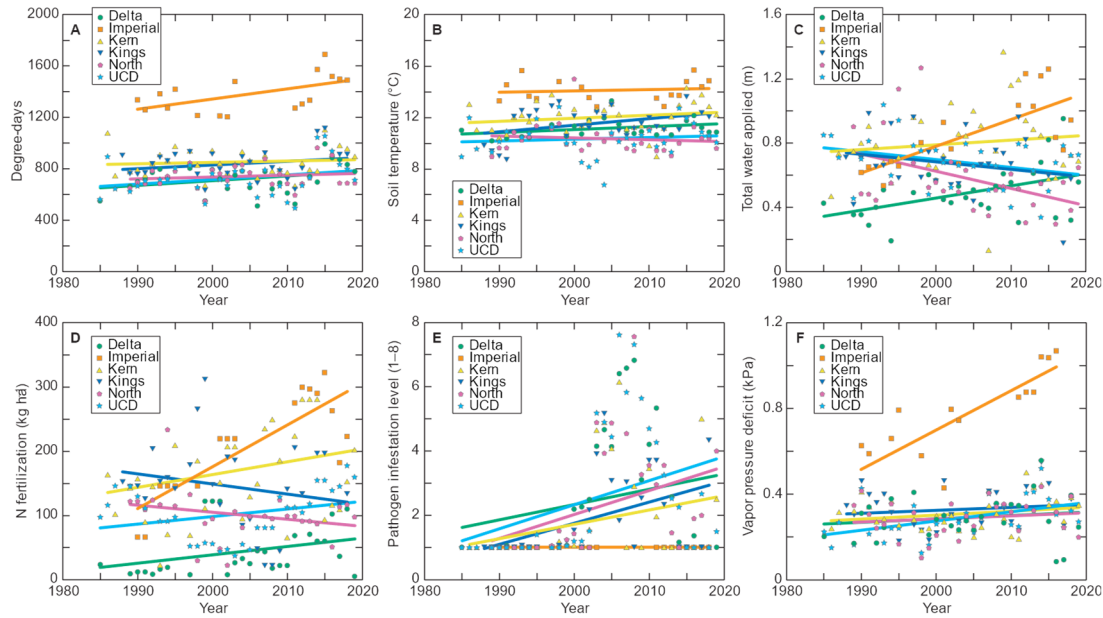 A
Delta
Imperial
Kern
Kings
North
UCD
Degree-days
2000
1600
1200
800
400
0
1980 1990 2000 2010 2020
Year
B
Delta
Imperial
Kern
Kings
North
UCD
Soil temperature (°C)
20
16
12
8
4
0
1980 1990 2000 2010 2020
Year
C
Delta
Imperial
Kern
Kings
North
UCD
Total water applied (m)
1.6
1.2
0.8
0.4
0
1980 1990 2000 2010 2020
Year
D
Delta
Imperial
Kern
Kings
North
UCD
N fertilization (kg ha)
400
300
200
100
0
1980 1990 2000 2010 2020
Year
E
Delta
Imperial
Kern
Kings
North
UCD
Pathogen infestation level (1–8)
8
6
4
2
0
1980 1990 2000 2010 2020
Year
F
Delta
Imperial
Kern
Kings
North
UCD
Vapor pressure deficit (kPa)
1.2
0.8
0.4
0
1980 1990 2000 2010 2020
Year